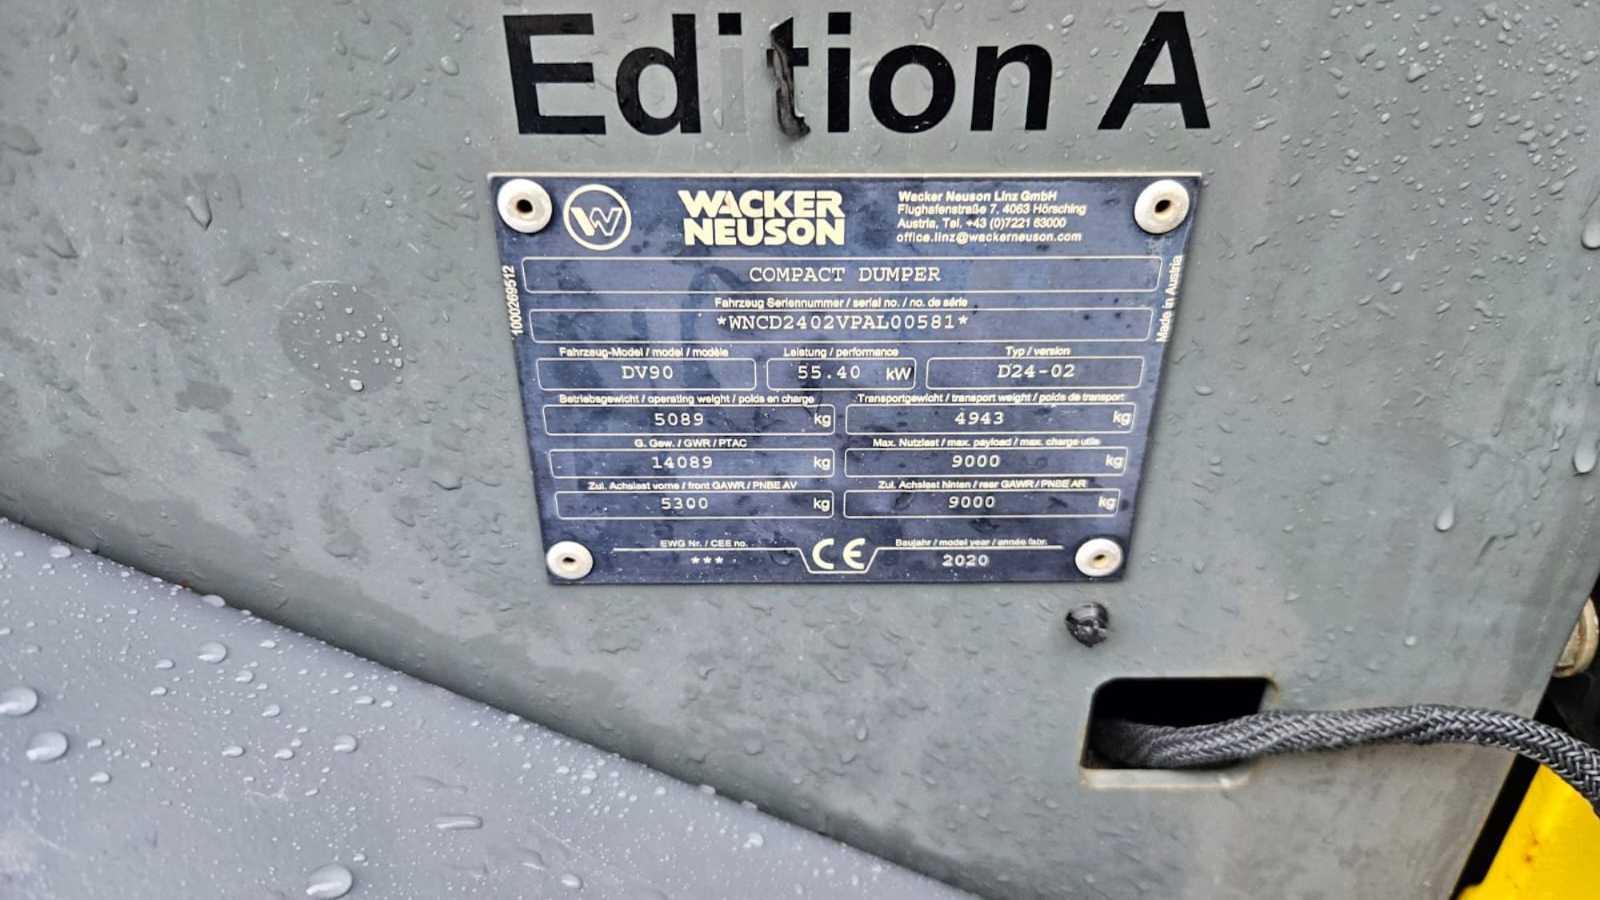 Edition A
W
WACKER
NEUSON
Wacker Neuson Linz GmbH
Flughafenstraße 7, 4063 Hörsching
Austria, Tel. +43 (0)7221 63000
office.linz@wackerneuson.com
COMPACT DUMPER
1000269512
Made in Austria
Fahrzeug Seriennummer / serial no. / no. de série
*WNCD2402VPAL00581*
Fahrzeug-Model / model / modèle
Leistung / performance
Typ / version
DV90
55.40 kW
D24-02
Betriebsgewicht / operating weight / poids en charge
Transportgewicht / transport weight / poids de transport
5089 kg
4943 kg
G. Gew. / GWR / PTAC
Max. Nutzlast / max. payload / max. charge utile
14089 kg
9000 kg
Zul. Achslast vorne / front GAWR / PNBE AV
Zul. Achslast hinten / rear GAWR / PNBE AR
5300 kg
9000 kg
EWG Nr. / CEE no.
CE
Baujahr / model year / année fabr.
***
2020